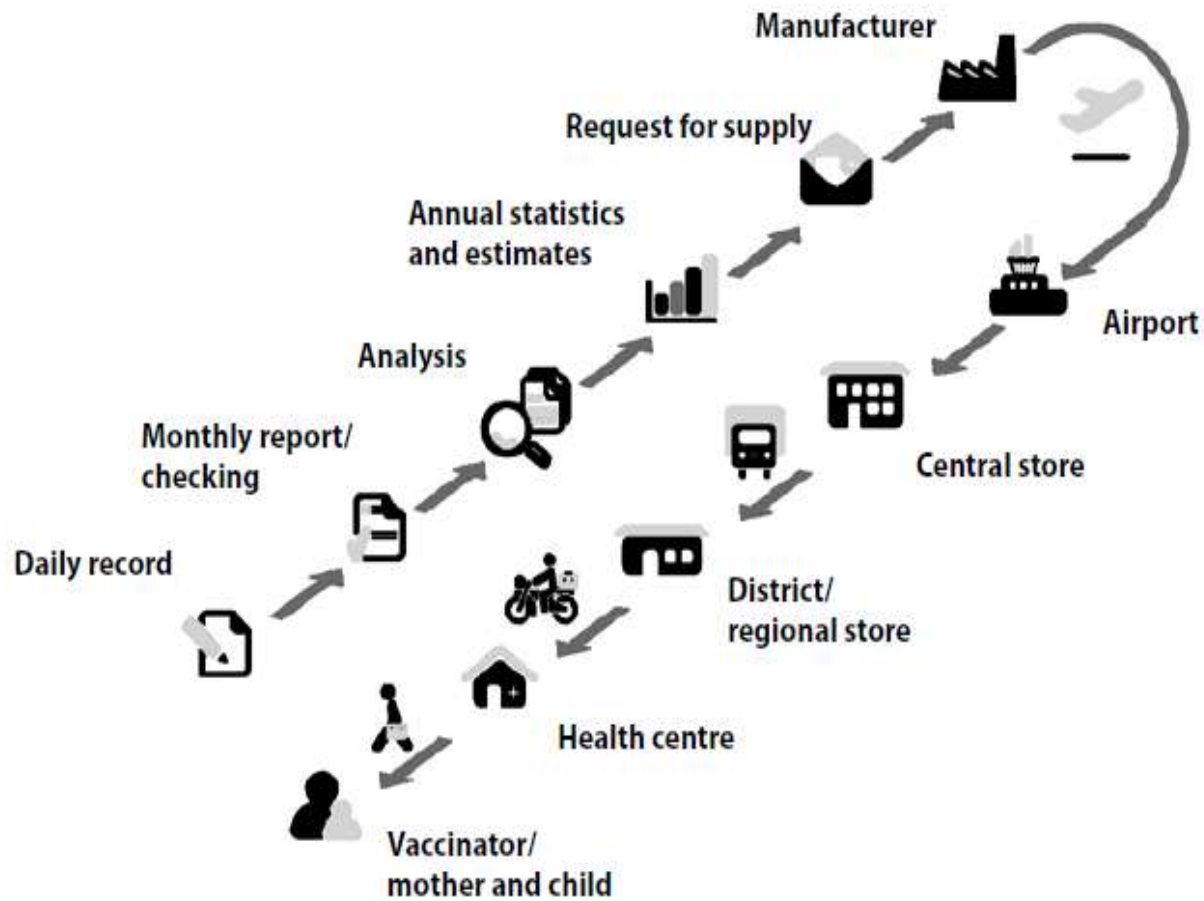 Manufacturer
Request for supply
Annual statistics
and estimates
Airport
Analysis
Central store
Monthly report/
checking
Daily record
District/
regional store
Health centre
Vaccinator/
mother and child